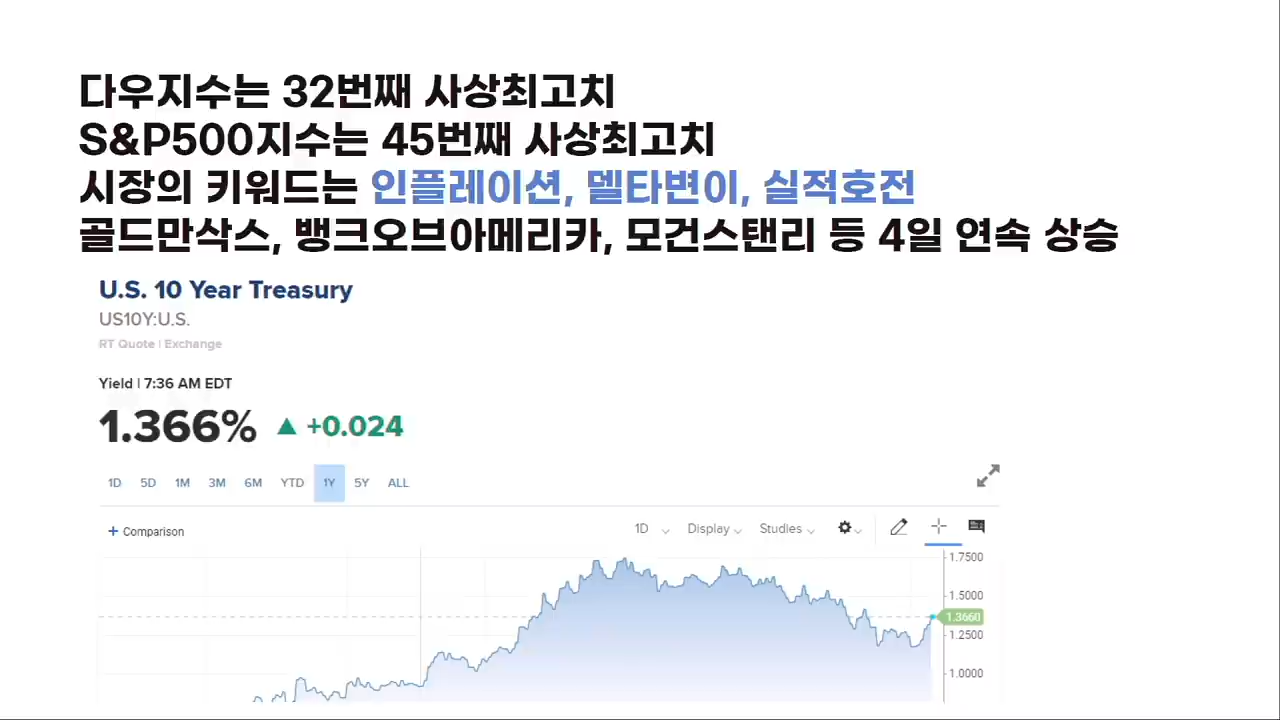 다우지수는 32번째 사상최고치
S&P500지수는 45번째 사상최고치
시장의 키워드는 인플레이션, 델타변이, 실적호전
골드만삭스, 뱅크오브아메리카, 모건스탠리 등 4일 연속 상승
U.S. 10 Year Treasury
US10Y:U.S.
RT Quote | Exchange
Yield | 7:36 AM EDT
1.366% ▲ +0.024
1D 5D 1M 3M 6M YTD 1Y 5Y ALL
+ Comparison 1D Display Studies
1.7500
1.5000
1.3660
1.2500
1.0000